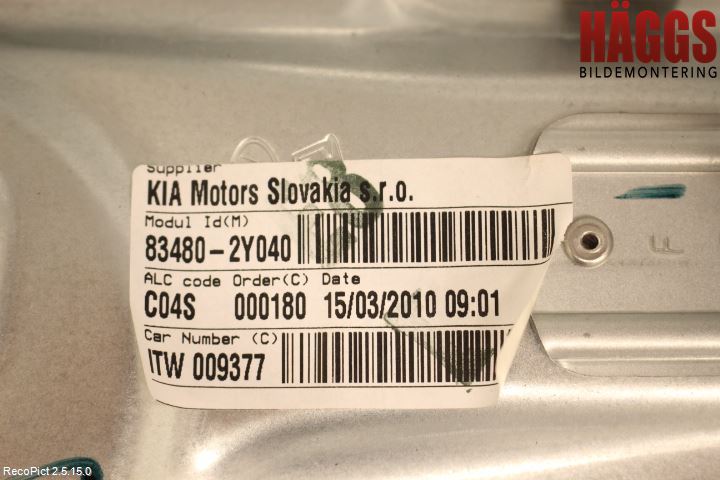 HÄGGS
BILDEMONTERING
Supplier
KIA Motors Slovakia s.r.o.
Modul Id(M)
83480-2Y040
ALC code Order(C) Date
C04S 000180 15/03/2010 09:01
Car Number (C)
ITW 009377
F
RecoPict 2.5.15.0